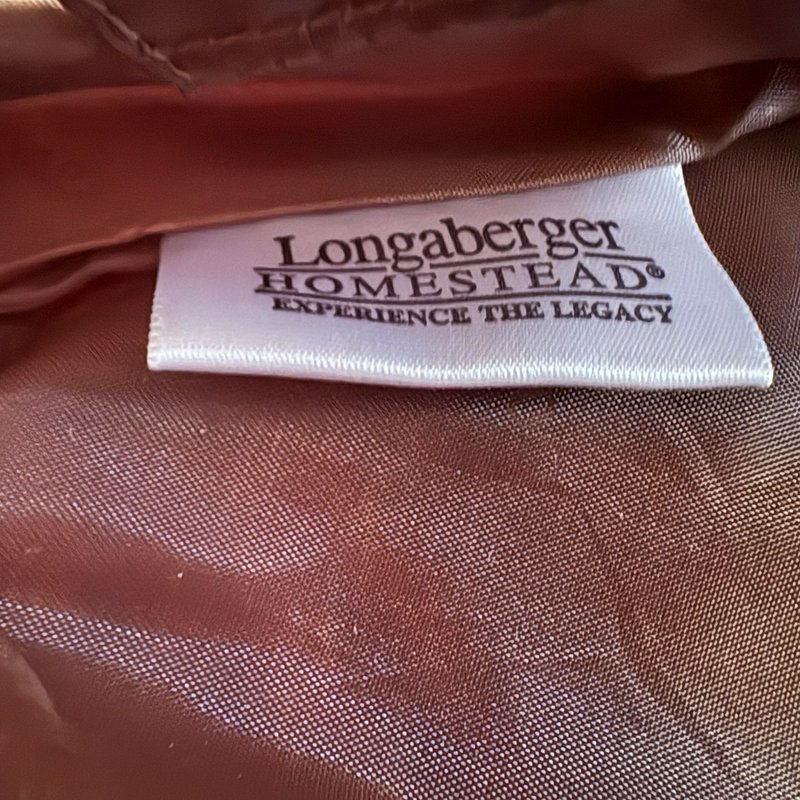 Longaberger
HOMESTEAD®
EXPERIENCE THE LEGACY